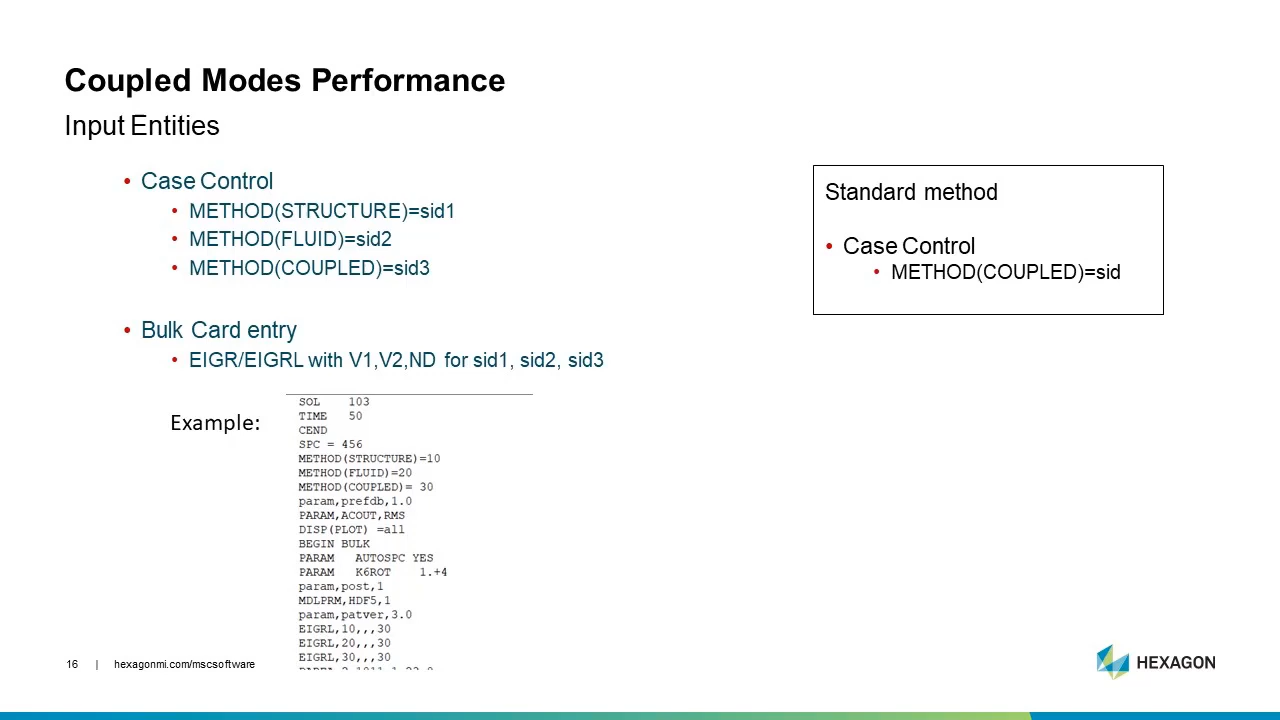 Coupled Modes Performance
Input Entities
• Case Control
• METHOD(STRUCTURE)=sid1
• METHOD(FLUID)=sid2
• METHOD(COUPLED)=sid3
• Bulk Card entry
• EIGR/EIGRL with V1,V2,ND for sid1, sid2, sid3
Standard method
• Case Control
• METHOD(COUPLED)=sid
Example:
SOL 103
TIME 50
CEND
SPC = 456
METHOD(STRUCTURE)=10
METHOD(FLUID)=20
METHOD(COUPLED)= 30
param,prefdb,1.0
PARAM,ACOUT,RMS
DISP(PLOT) =all
BEGIN BULK
PARAM AUTOSPC YES
PARAM K6ROT 1.+4
param,post,1
MDLPRM,HDF5,1
param,patver,3.0
EIGRL,10,,,30
EIGRL,20,,,30
EIGRL,30,,,30
16 | hexagonmi.com/mscsoftware
HEXAGON